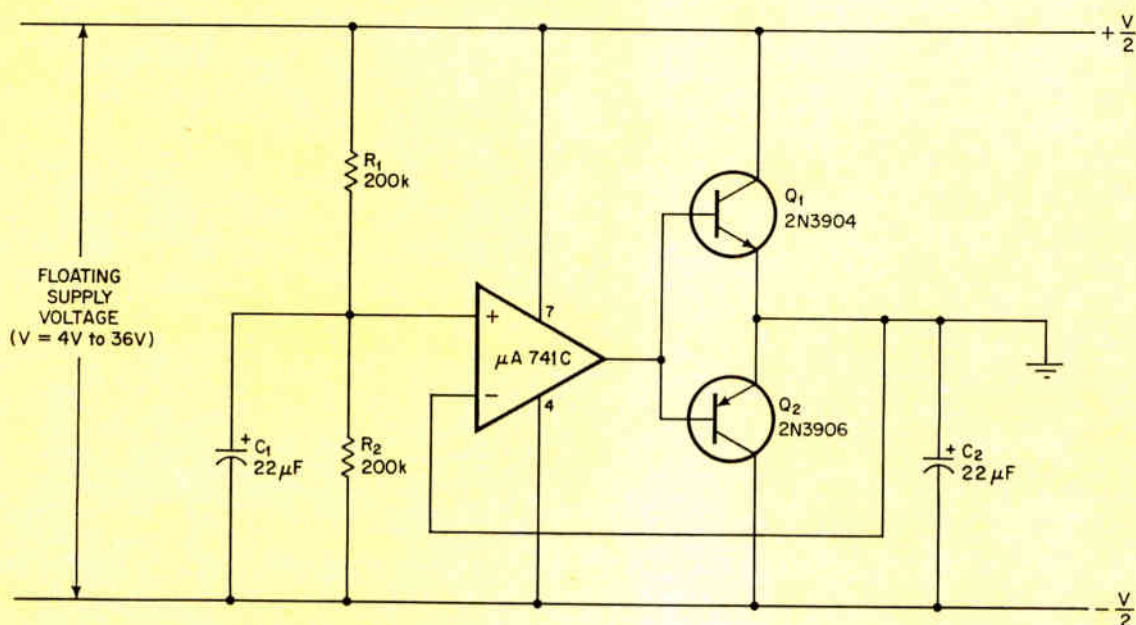 + V/2
R₁
200k
Q₁
2N3904
FLOATING
SUPPLY
VOLTAGE
(V = 4V to 36V)
+
7
μA 741C
−
4
Q₂
2N3906
+
C₁
22μF
R₂
200k
+
C₂
22μF
− V/2